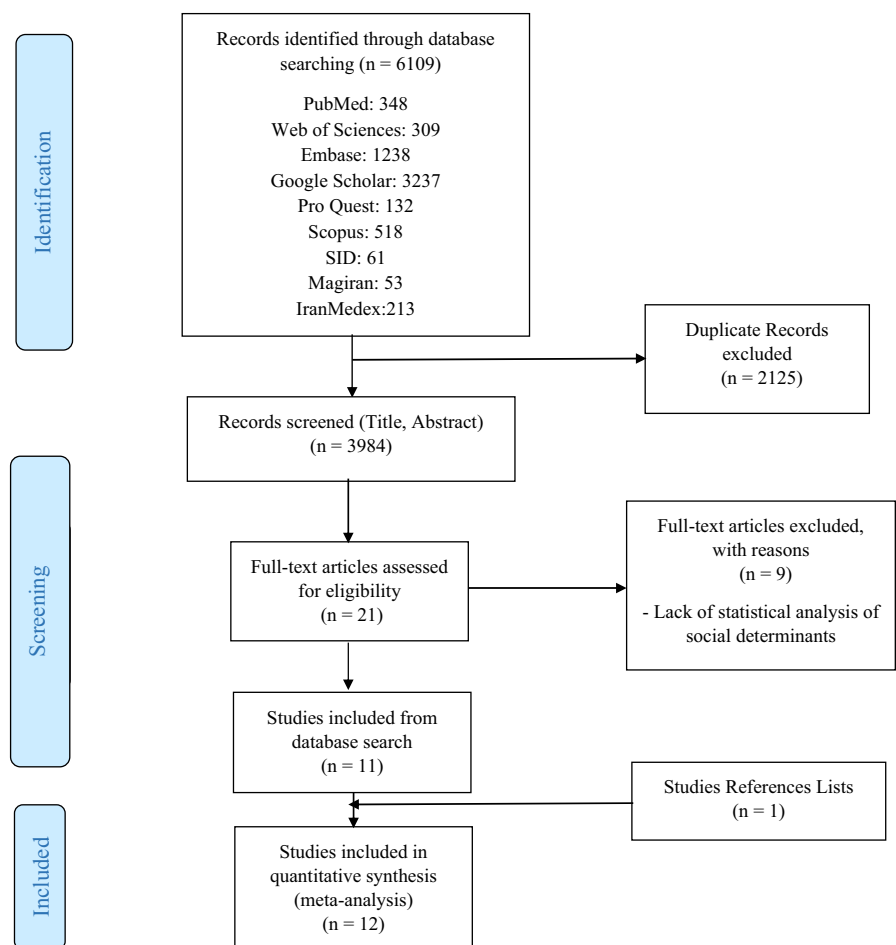 Identification
Records identified through database
searching (n = 6109)
PubMed: 348
Web of Sciences: 309
Embase: 1238
Google Scholar: 3237
Pro Quest: 132
Scopus: 518
SID: 61
Magiran: 53
IranMedex:213
Duplicate Records
excluded
(n = 2125)
Records screened (Title, Abstract)
(n = 3984)
Screening
Full-text articles assessed
for eligibility
(n = 21)
Full-text articles excluded,
with reasons
(n = 9)
- Lack of statistical analysis of
social determinants
Studies included from
database search
(n = 11)
Studies References Lists
(n = 1)
Included
Studies included in
quantitative synthesis
(meta-analysis)
n = 12)